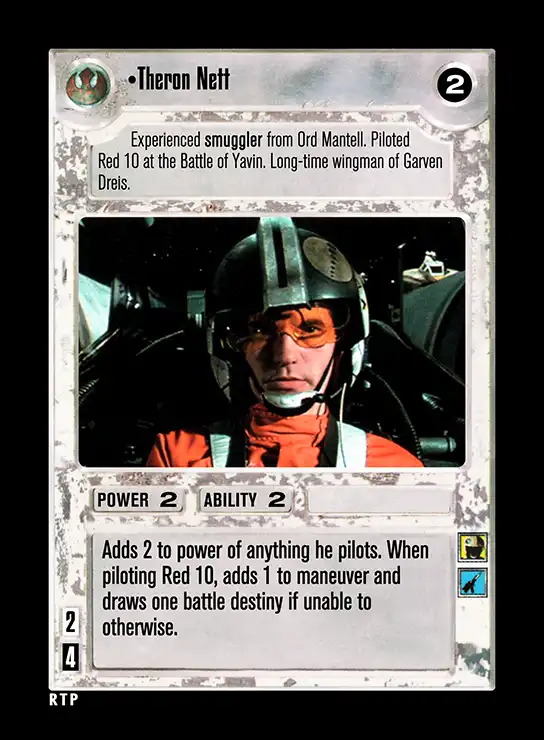 •Theron Nett
2
Experienced smuggler from Ord Mantell. Piloted
Red 10 at the Battle of Yavin. Long-time wingman of Garven
Dreis.
POWER 2 ABILITY 2
Adds 2 to power of anything he pilots. When
piloting Red 10, adds 1 to maneuver and
draws one battle destiny if unable to
otherwise.
2
4
RTP